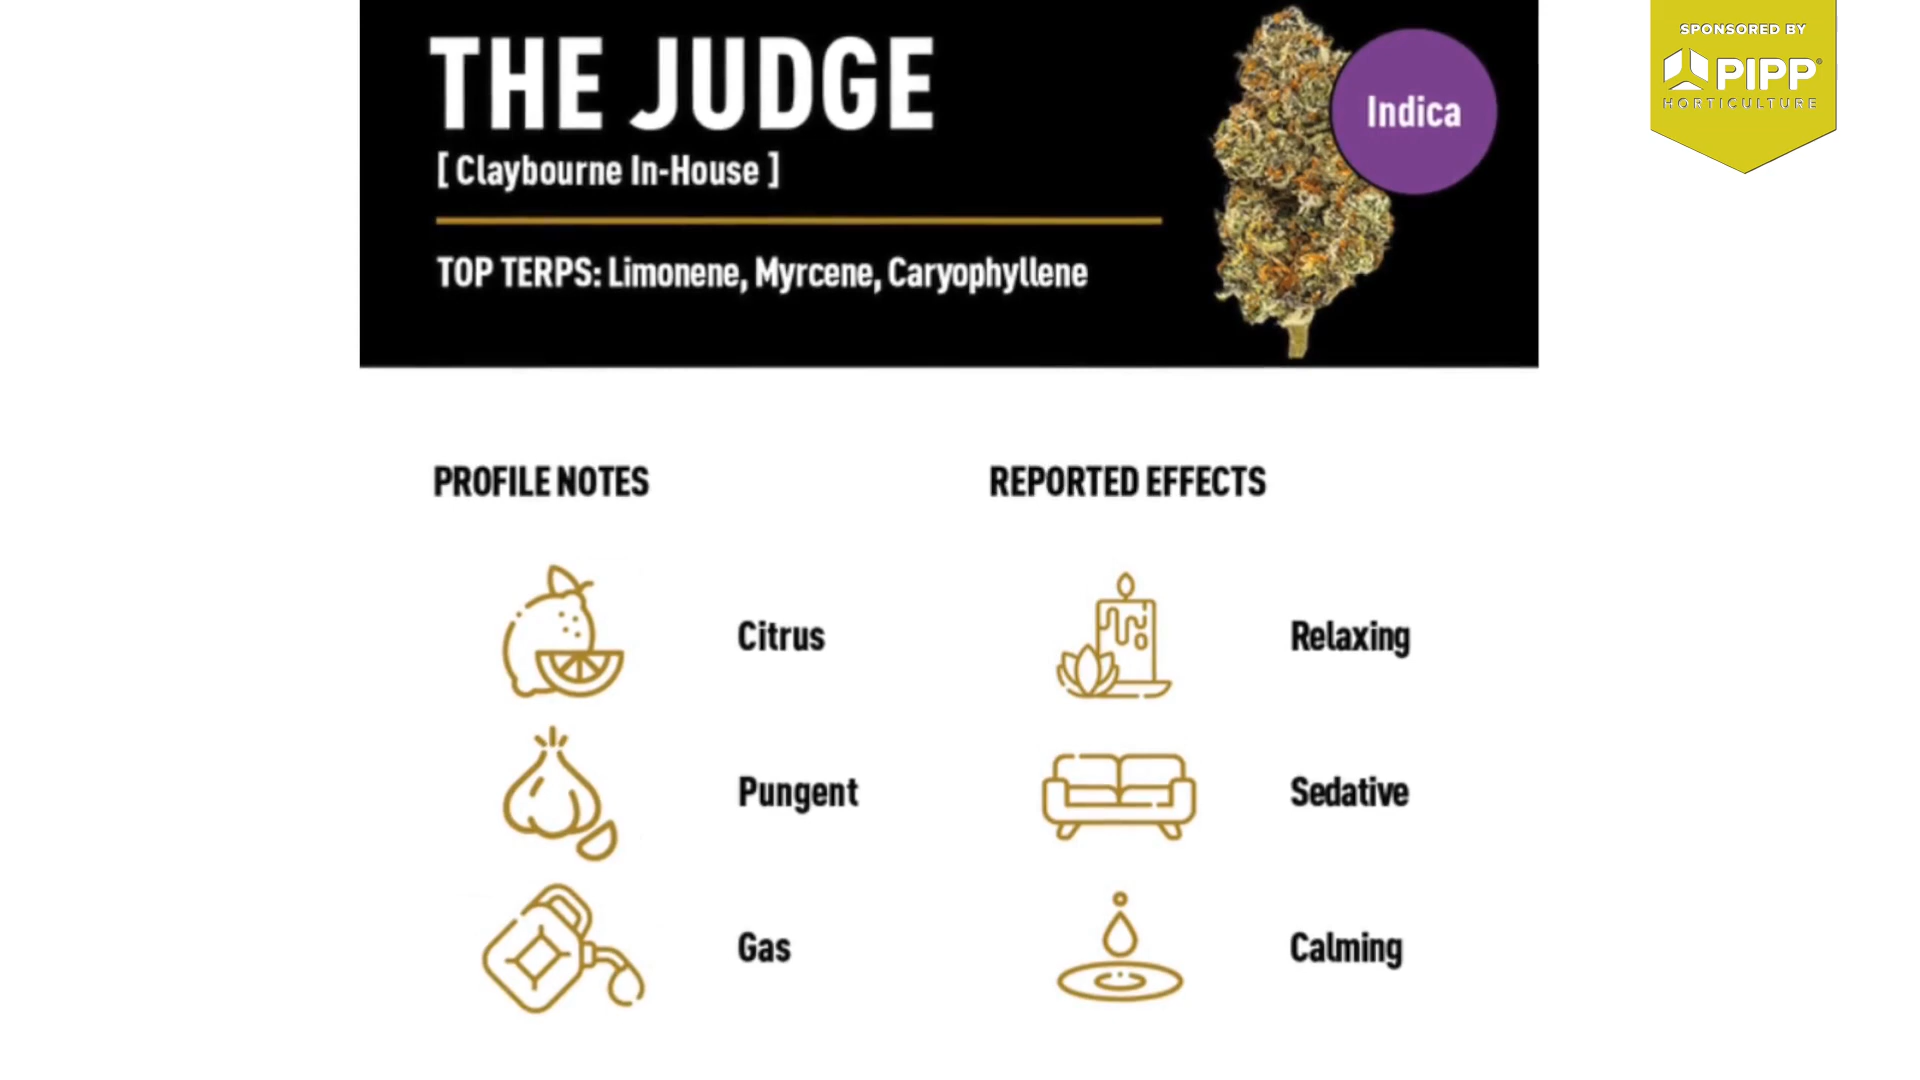 THE JUDGE
[ Claybourne In-House ]
TOP TERPS: Limonene, Myrcene, Caryophyllene
Indica
SPONSORED BY
PIPP®
HORTICULTURE
PROFILE NOTES
Citrus
Pungent
Gas
REPORTED EFFECTS
Relaxing
Sedative
Calming